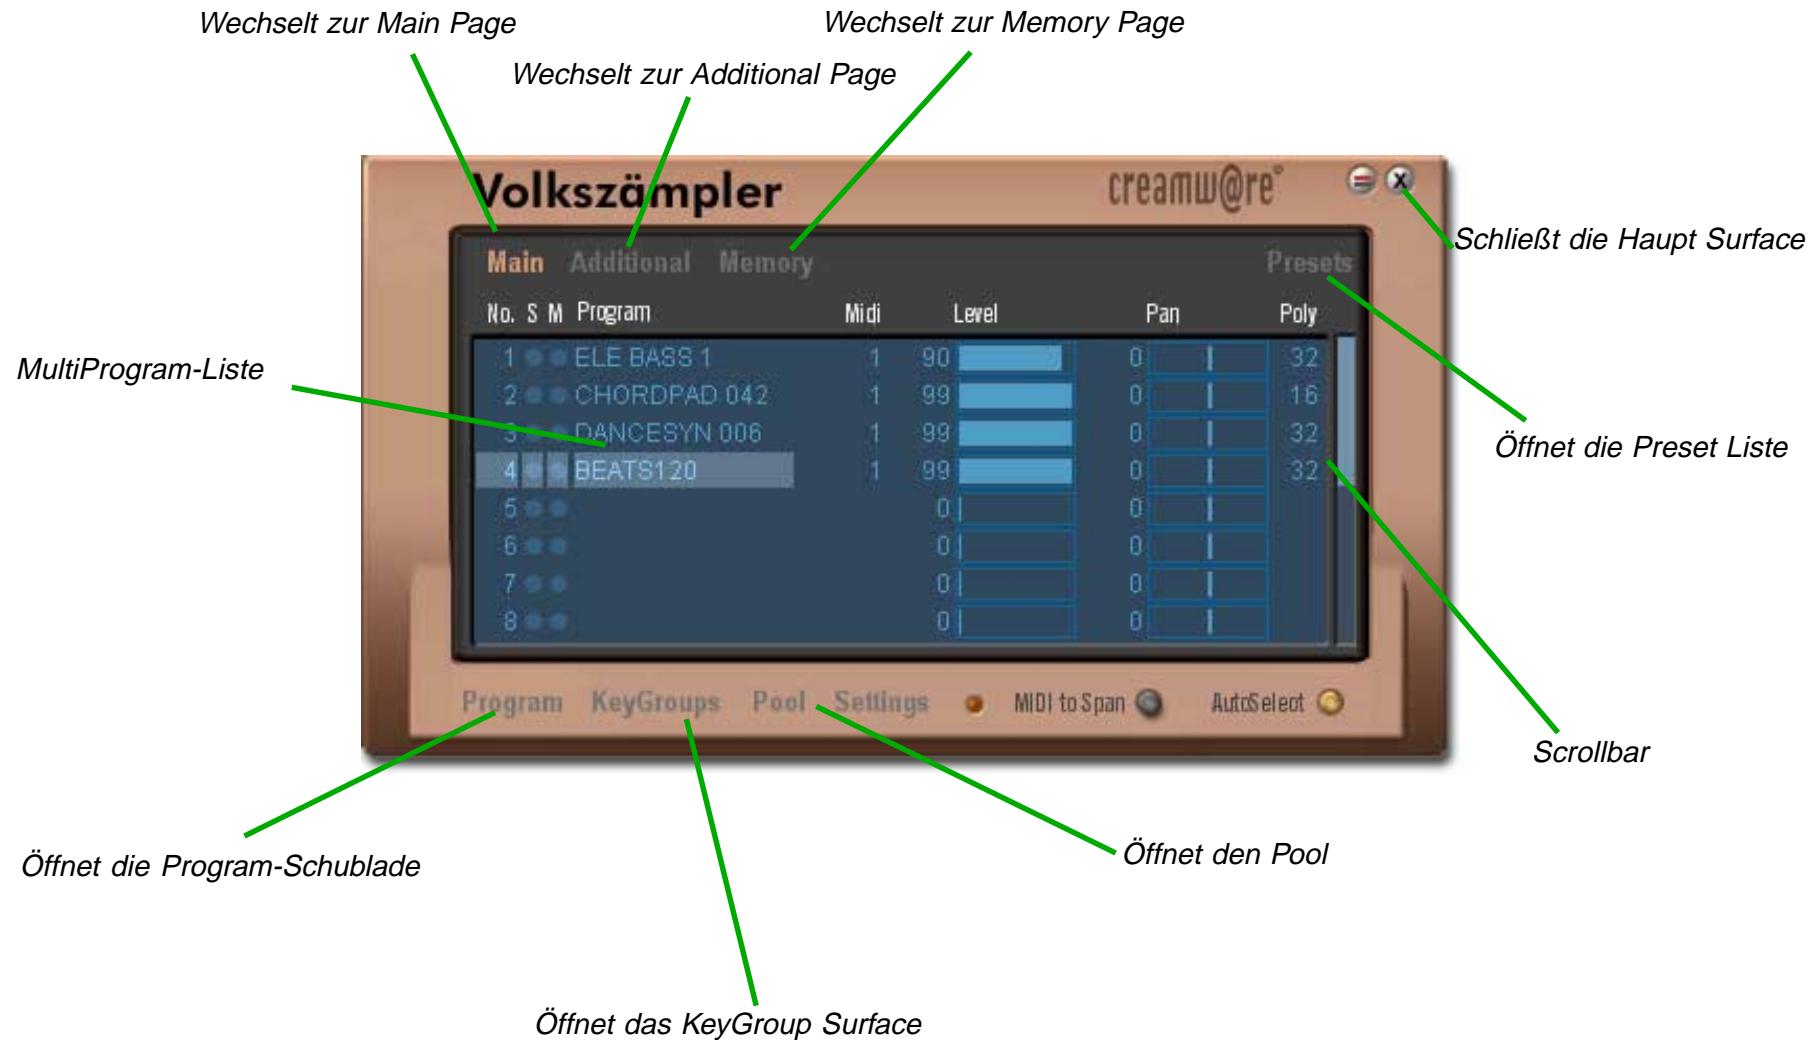 Wechselt zur Main Page
Wechselt zur Memory Page
Wechselt zur Additional Page
Volkszämpler
creamw@re®
X
Schließt die Haupt Surface
Main Additional Memory Presets
No. S M Program Midi Level Pan Poly
MultiProgram-Liste
1 ELE BASS 1 1 90 0 32
2 CHORDPAD 042 1 99 0 16
3 DANCESYN 006 1 99 0 32
Öffnet die Preset Liste
4 BEATS120 1 99 0 32
5 0 0
6 0 0
7 0 0
8 0 0
Program KeyGroups Pool Settings MIDI to Span AutoSelect
Scrollbar
Öffnet die Program-Schublade
Öffnet den Pool
Öffnet das KeyGroup Surface